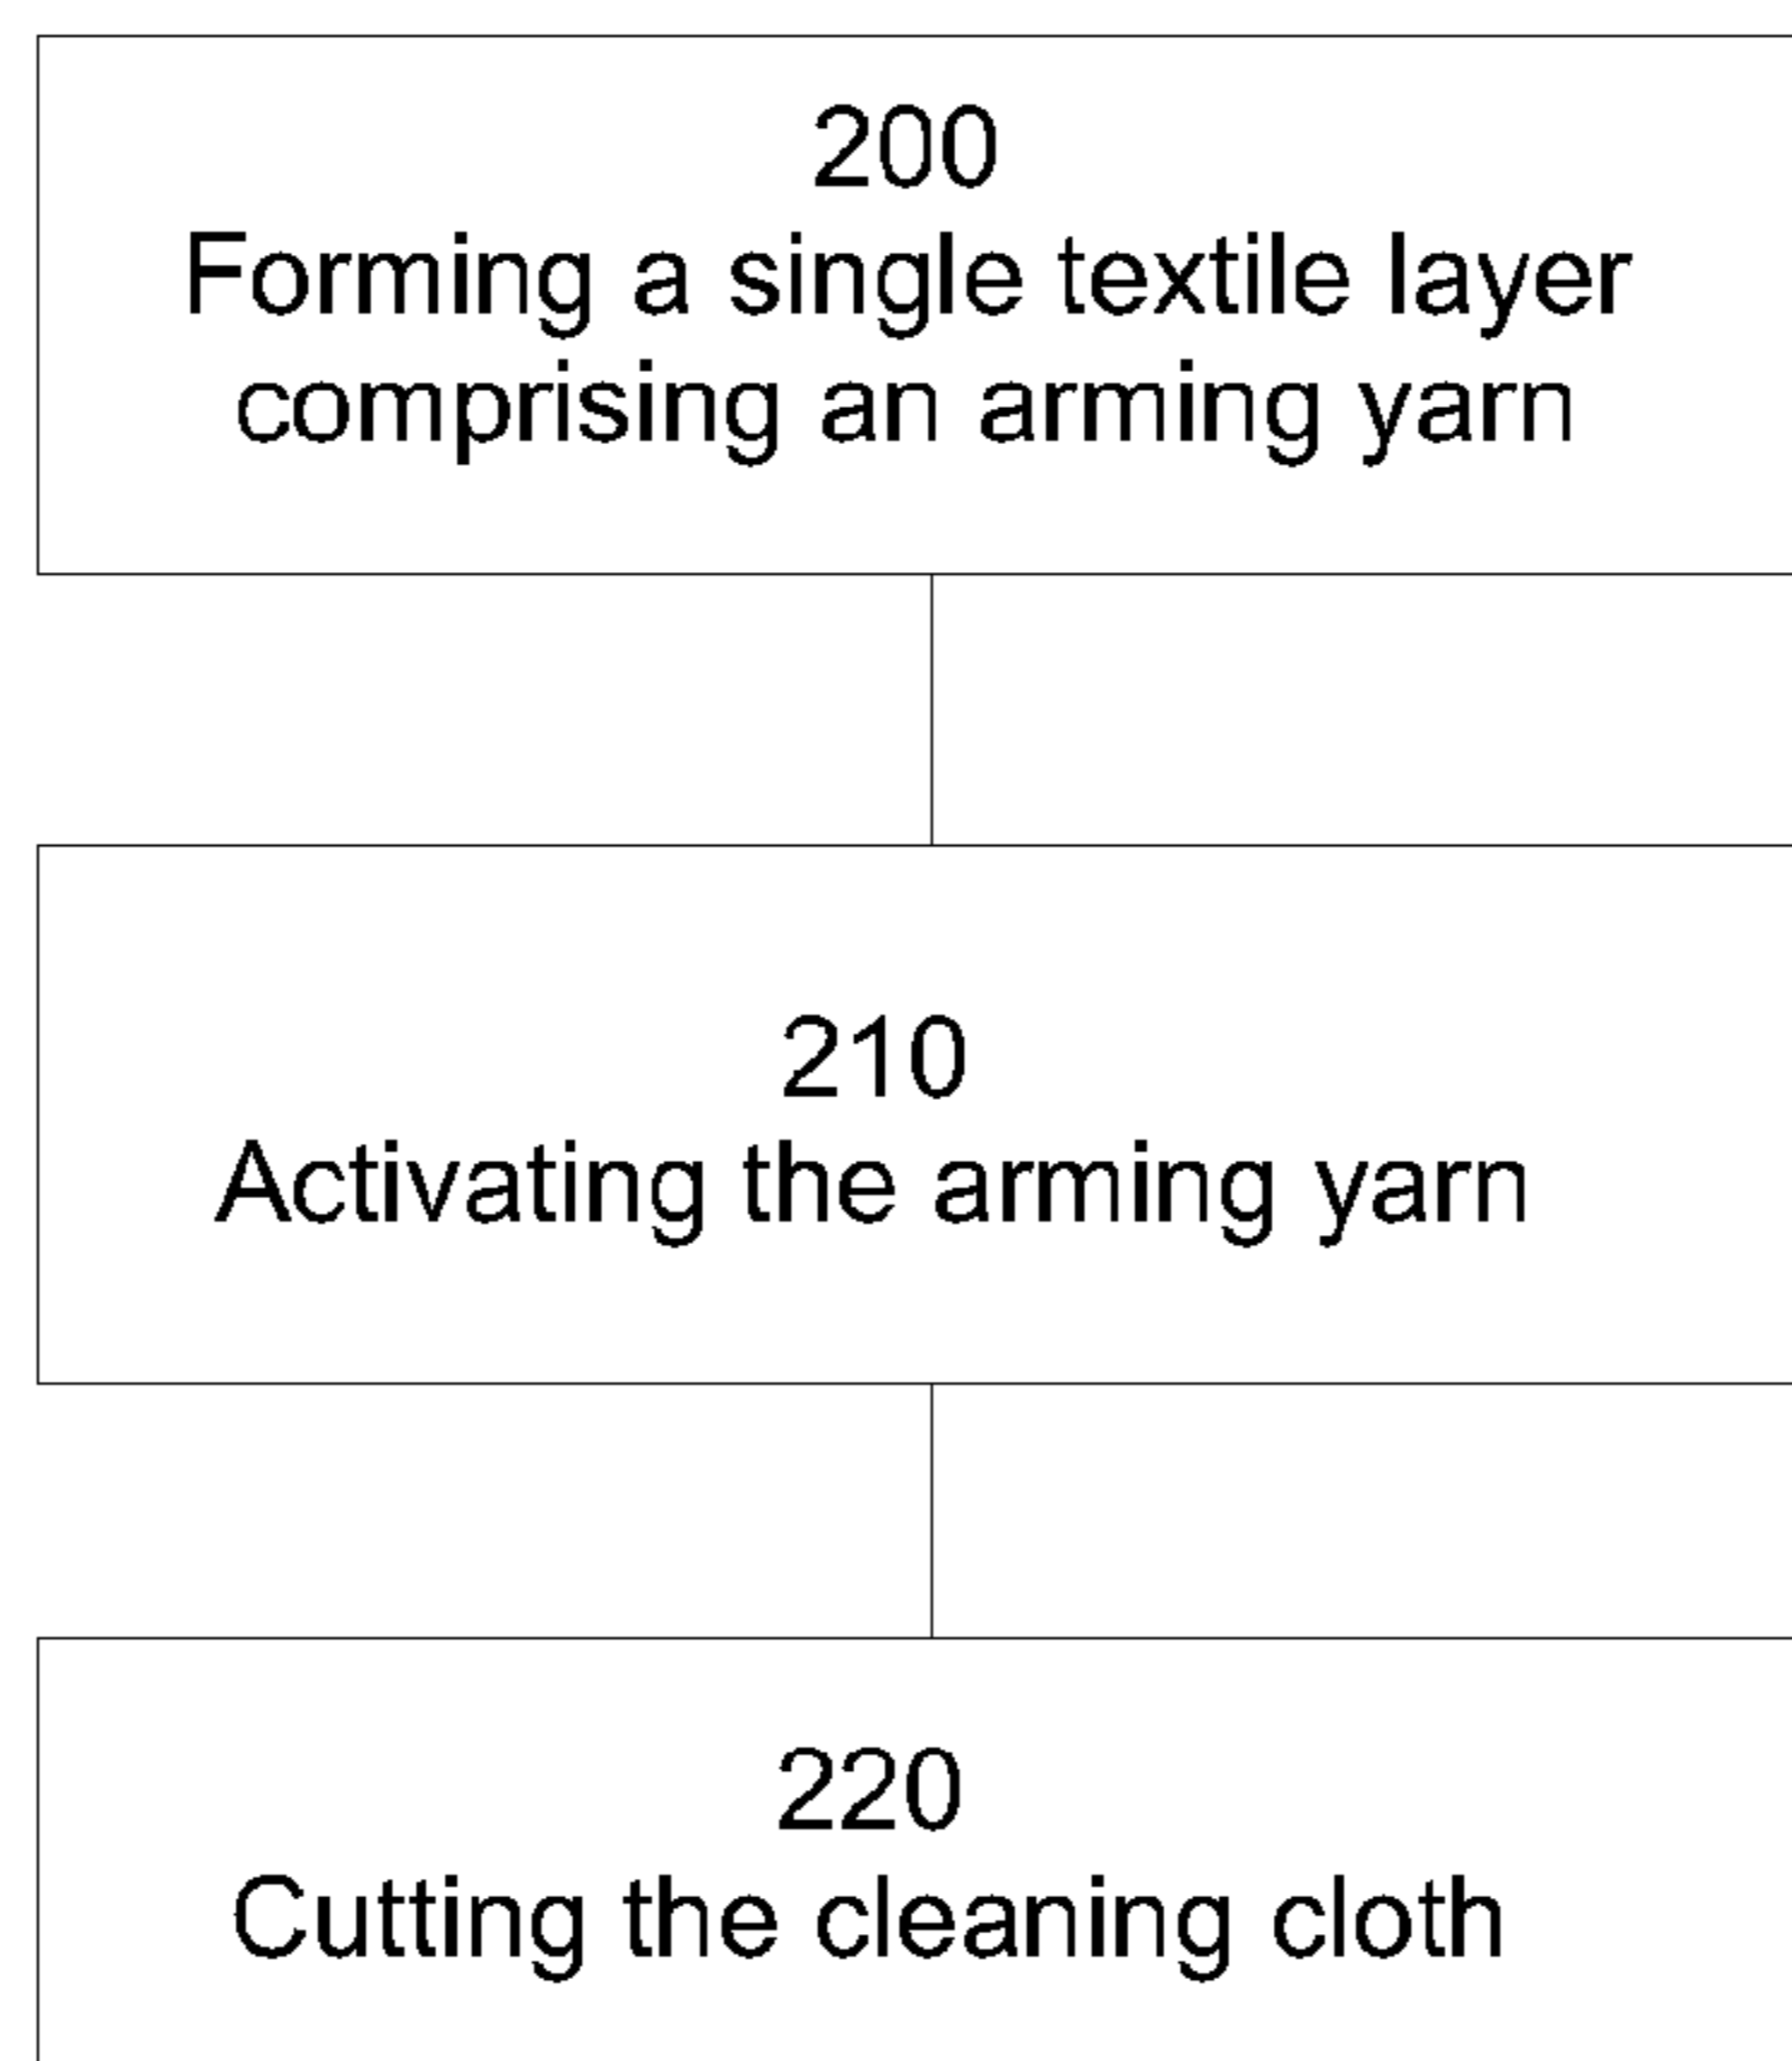 200
Forming a single textile layer
comprising an arming yarn
210
Activating the arming yarn
220
Cutting the cleaning cloth